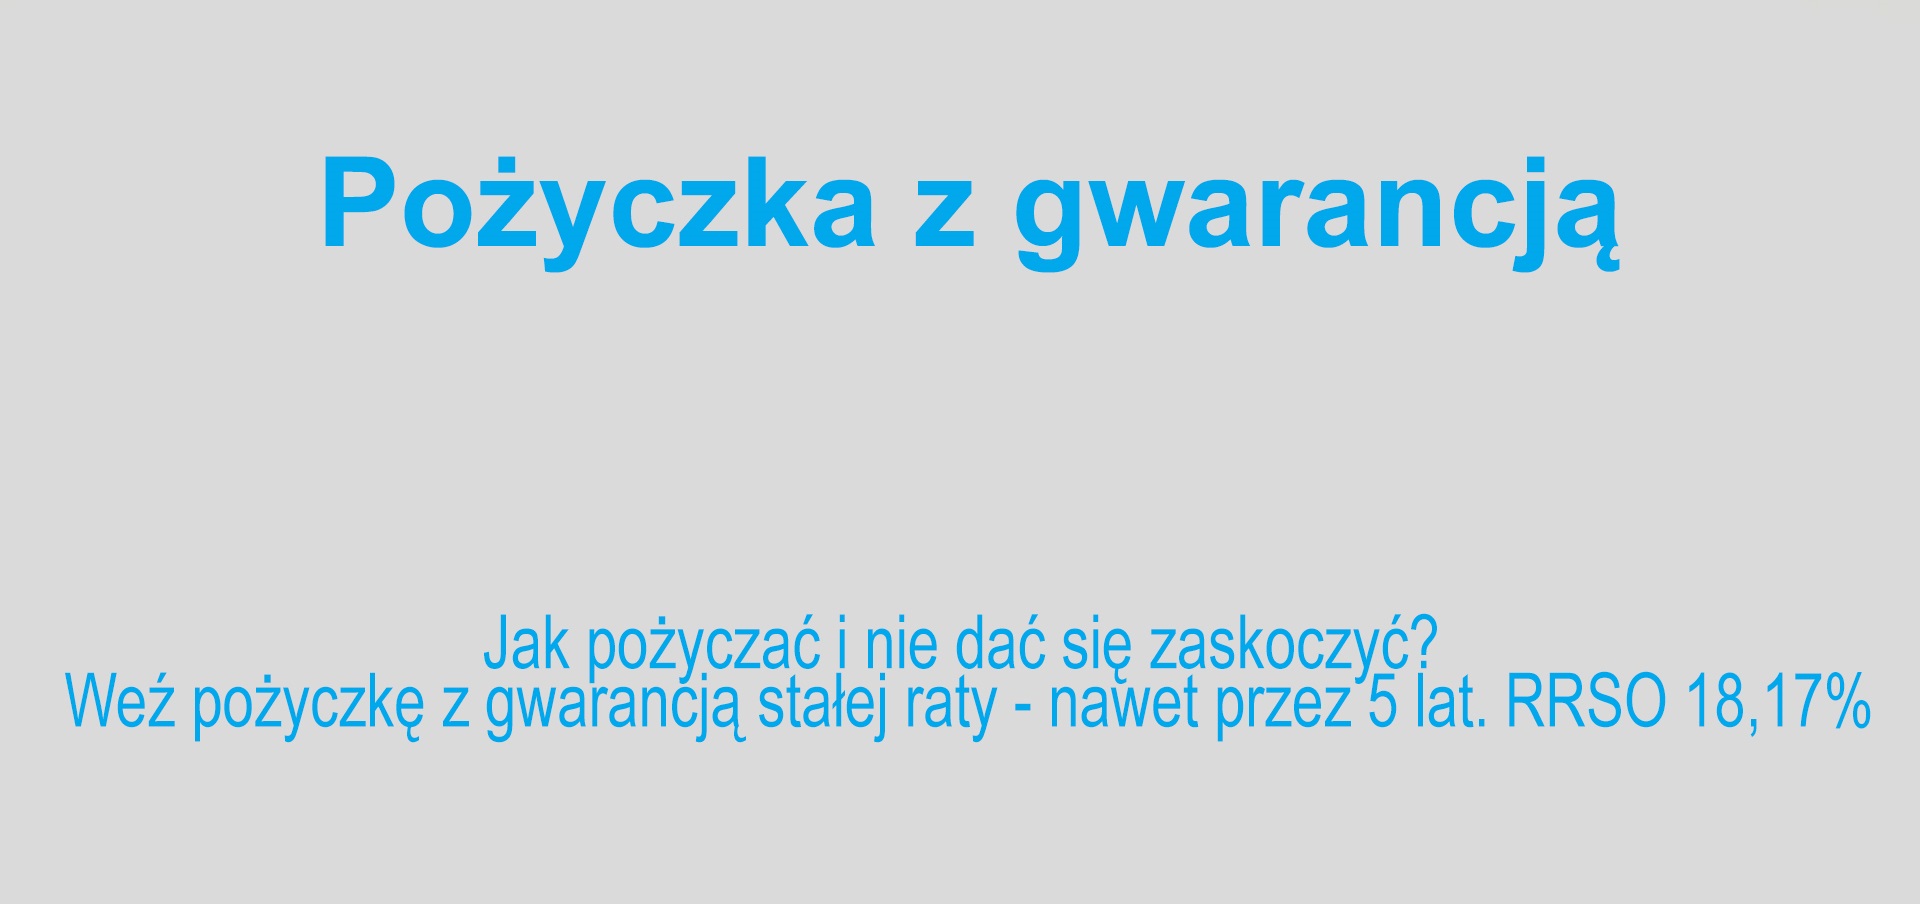 Pożyczka z gwarancją
Jak pożyczać i nie dać się zaskoczyć?
Weź pożyczkę z gwarancją stałej raty - nawet przez 5 lat. RRSO 18,17%